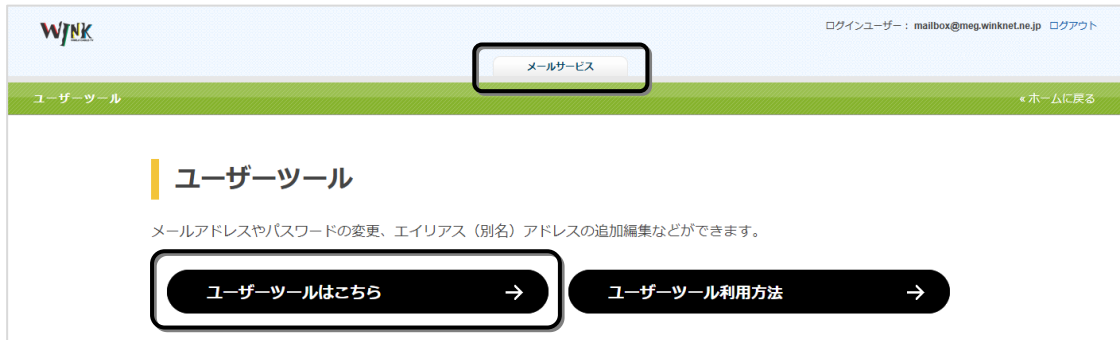 WINK
ログインユーザー： mailbox@meg.winknet.ne.jp ログアウト
メールサービス
ユーザーツール
«ホームに戻る
ユーザーツール
メールアドレスやパスワードの変更、エイリアス（別名）アドレスの追加編集などができます。
ユーザーツールはこちら →
ユーザーツール利用方法 →